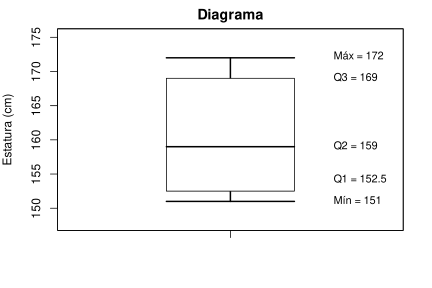 Diagrama
Estatura (cm)
175
170
165
160
155
150
Máx = 172
Q3 = 169
Q2 = 159
Q1 = 152.5
Mín = 151